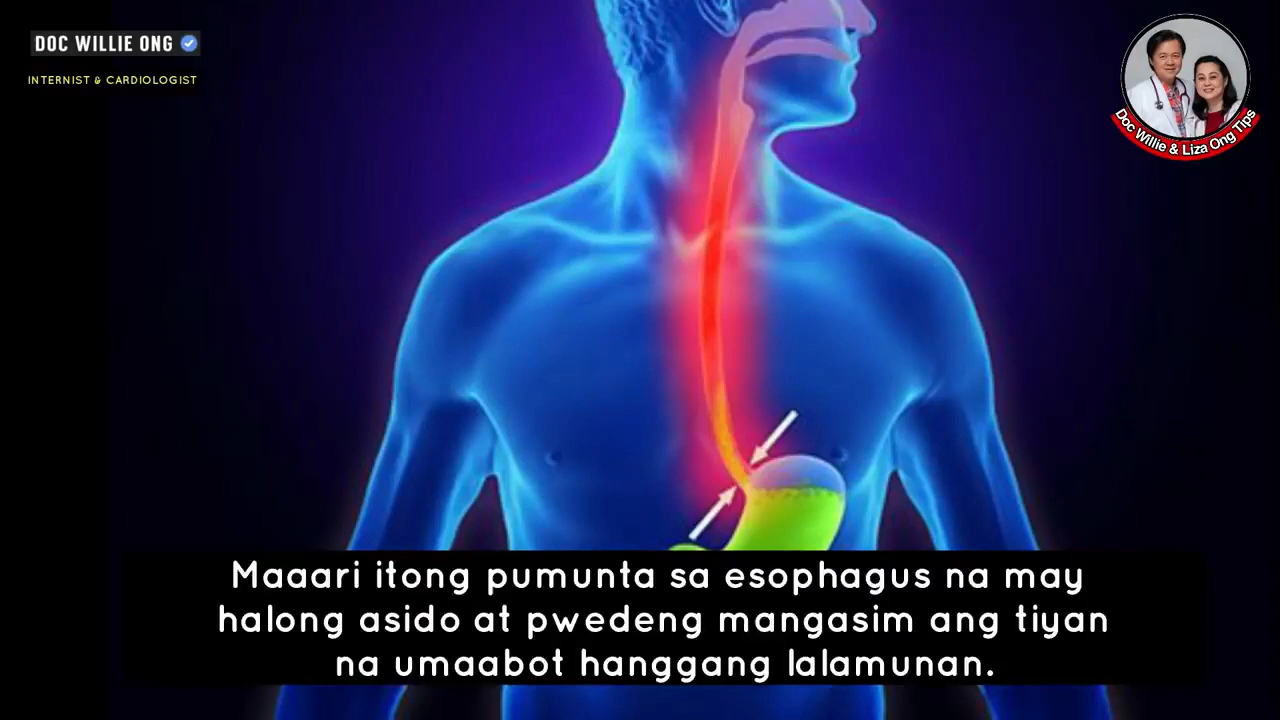 DOC WILLIE ONG
INTERNIST & CARDIOLOGIST
Doc Willie & Liza Ong Tips
Maaari itong pumunta sa esophagus na may
halong asido at pwedeng mangasim ang tiyan
na umaabot hanggang lalamunan.